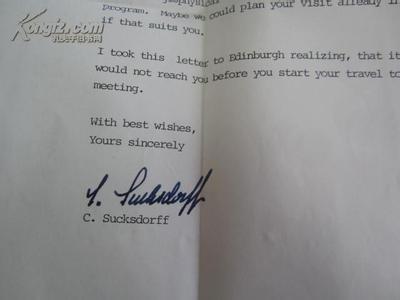 Kongfz.com
孔夫子旧书网
program. Maybe we could plan your visit already
if that suits you.
I took this letter to Edinburgh realizing, that it
would not reach you before you start your travel to
meeting.
With best wishes,
Yours sincerely
C. Sucksdorff
C. Sucksdorff